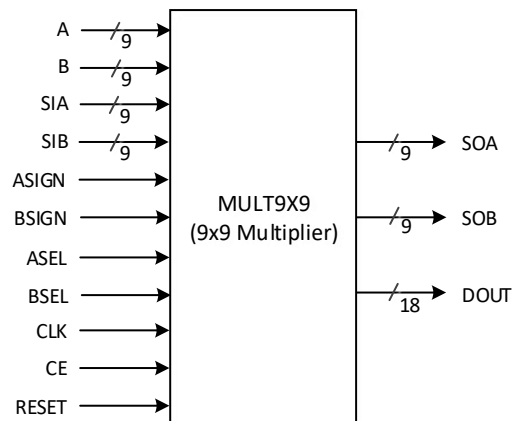 A
9
B
9
SIA
9
SIB
9
ASIGN
BSIGN
ASEL
BSEL
CLK
CE
RESET
MULT9X9
(9x9 Multiplier)
9
SOA
9
SOB
18
DOUT